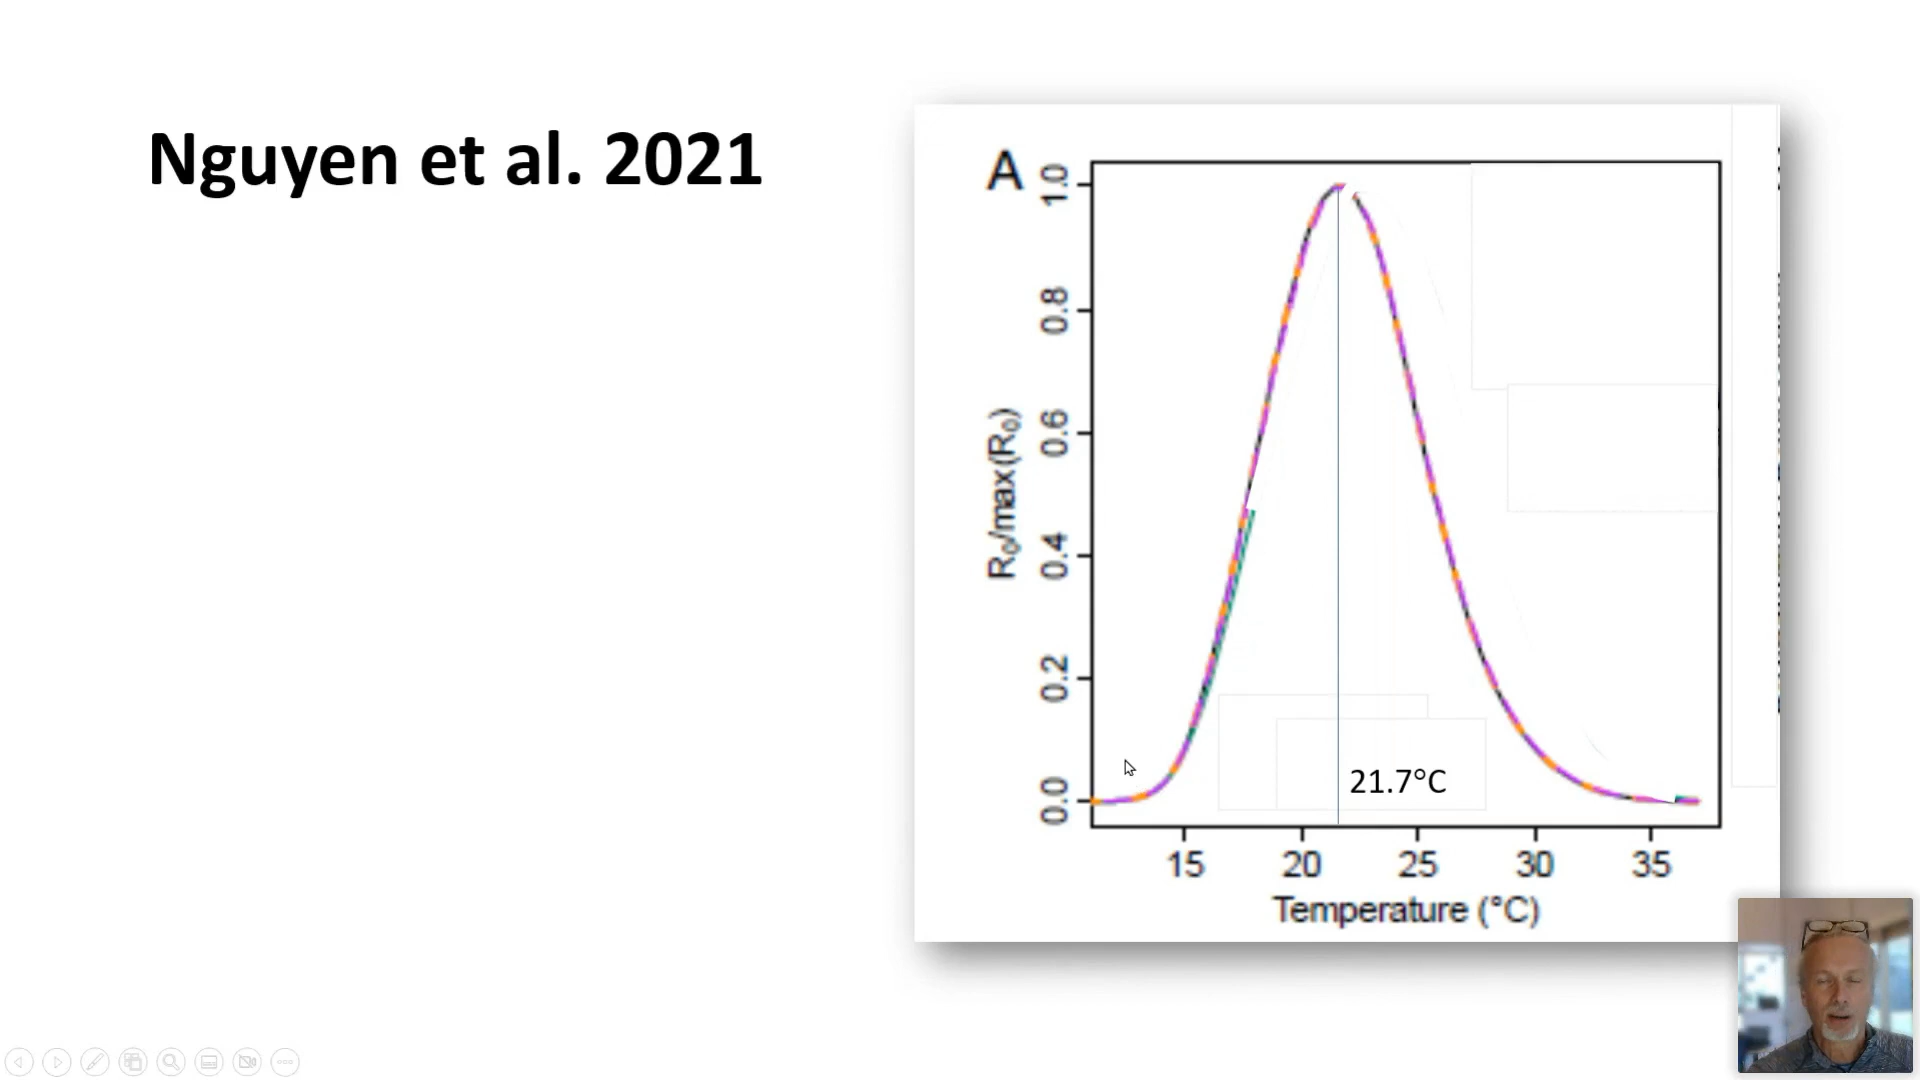 Nguyen et al. 2021
A
1.0
0.8
0.6
0.4
0.2
0.0
R₀/max(R₀)
21.7°C
15 20 25 30 35
Temperature (°C)